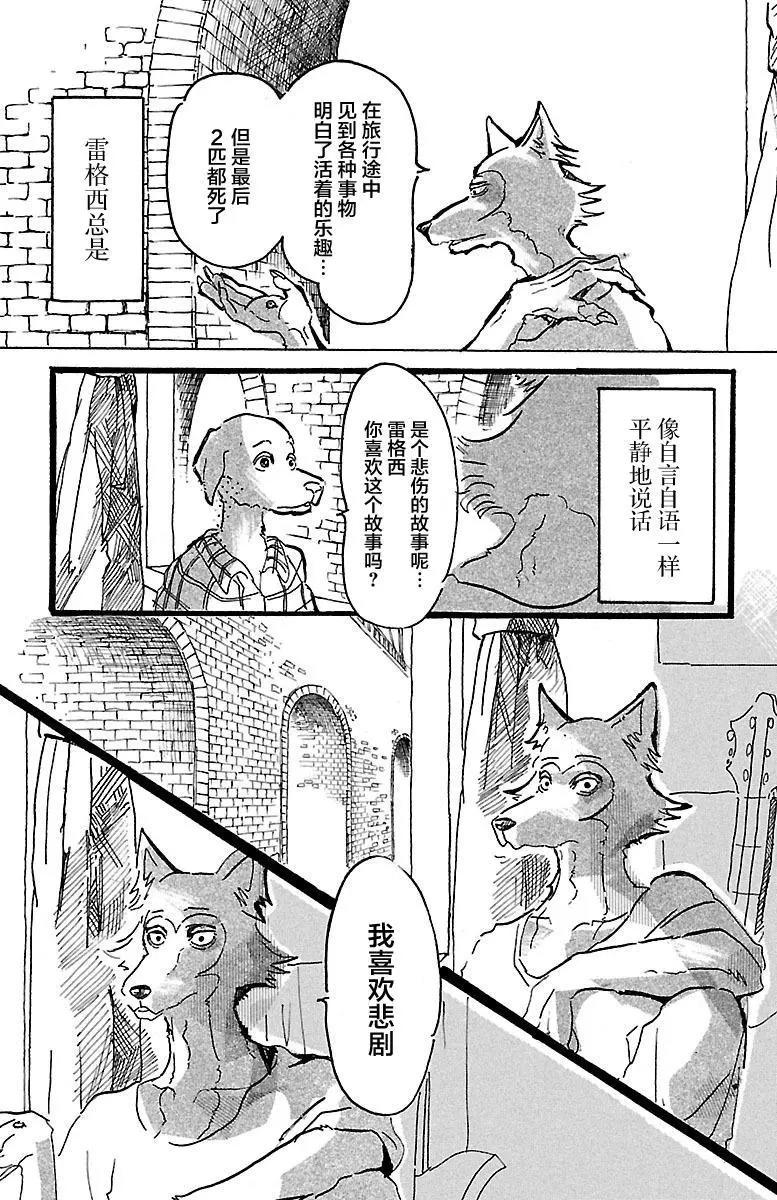 在旅行途中
见到各种事物
明白了活着的乐趣…
但是最后
2匹都死了
雷格西总是
像自言自语一样
平静地说话
是个悲伤的故事呢…
雷格西
你喜欢这个故事吗？
我喜欢悲剧